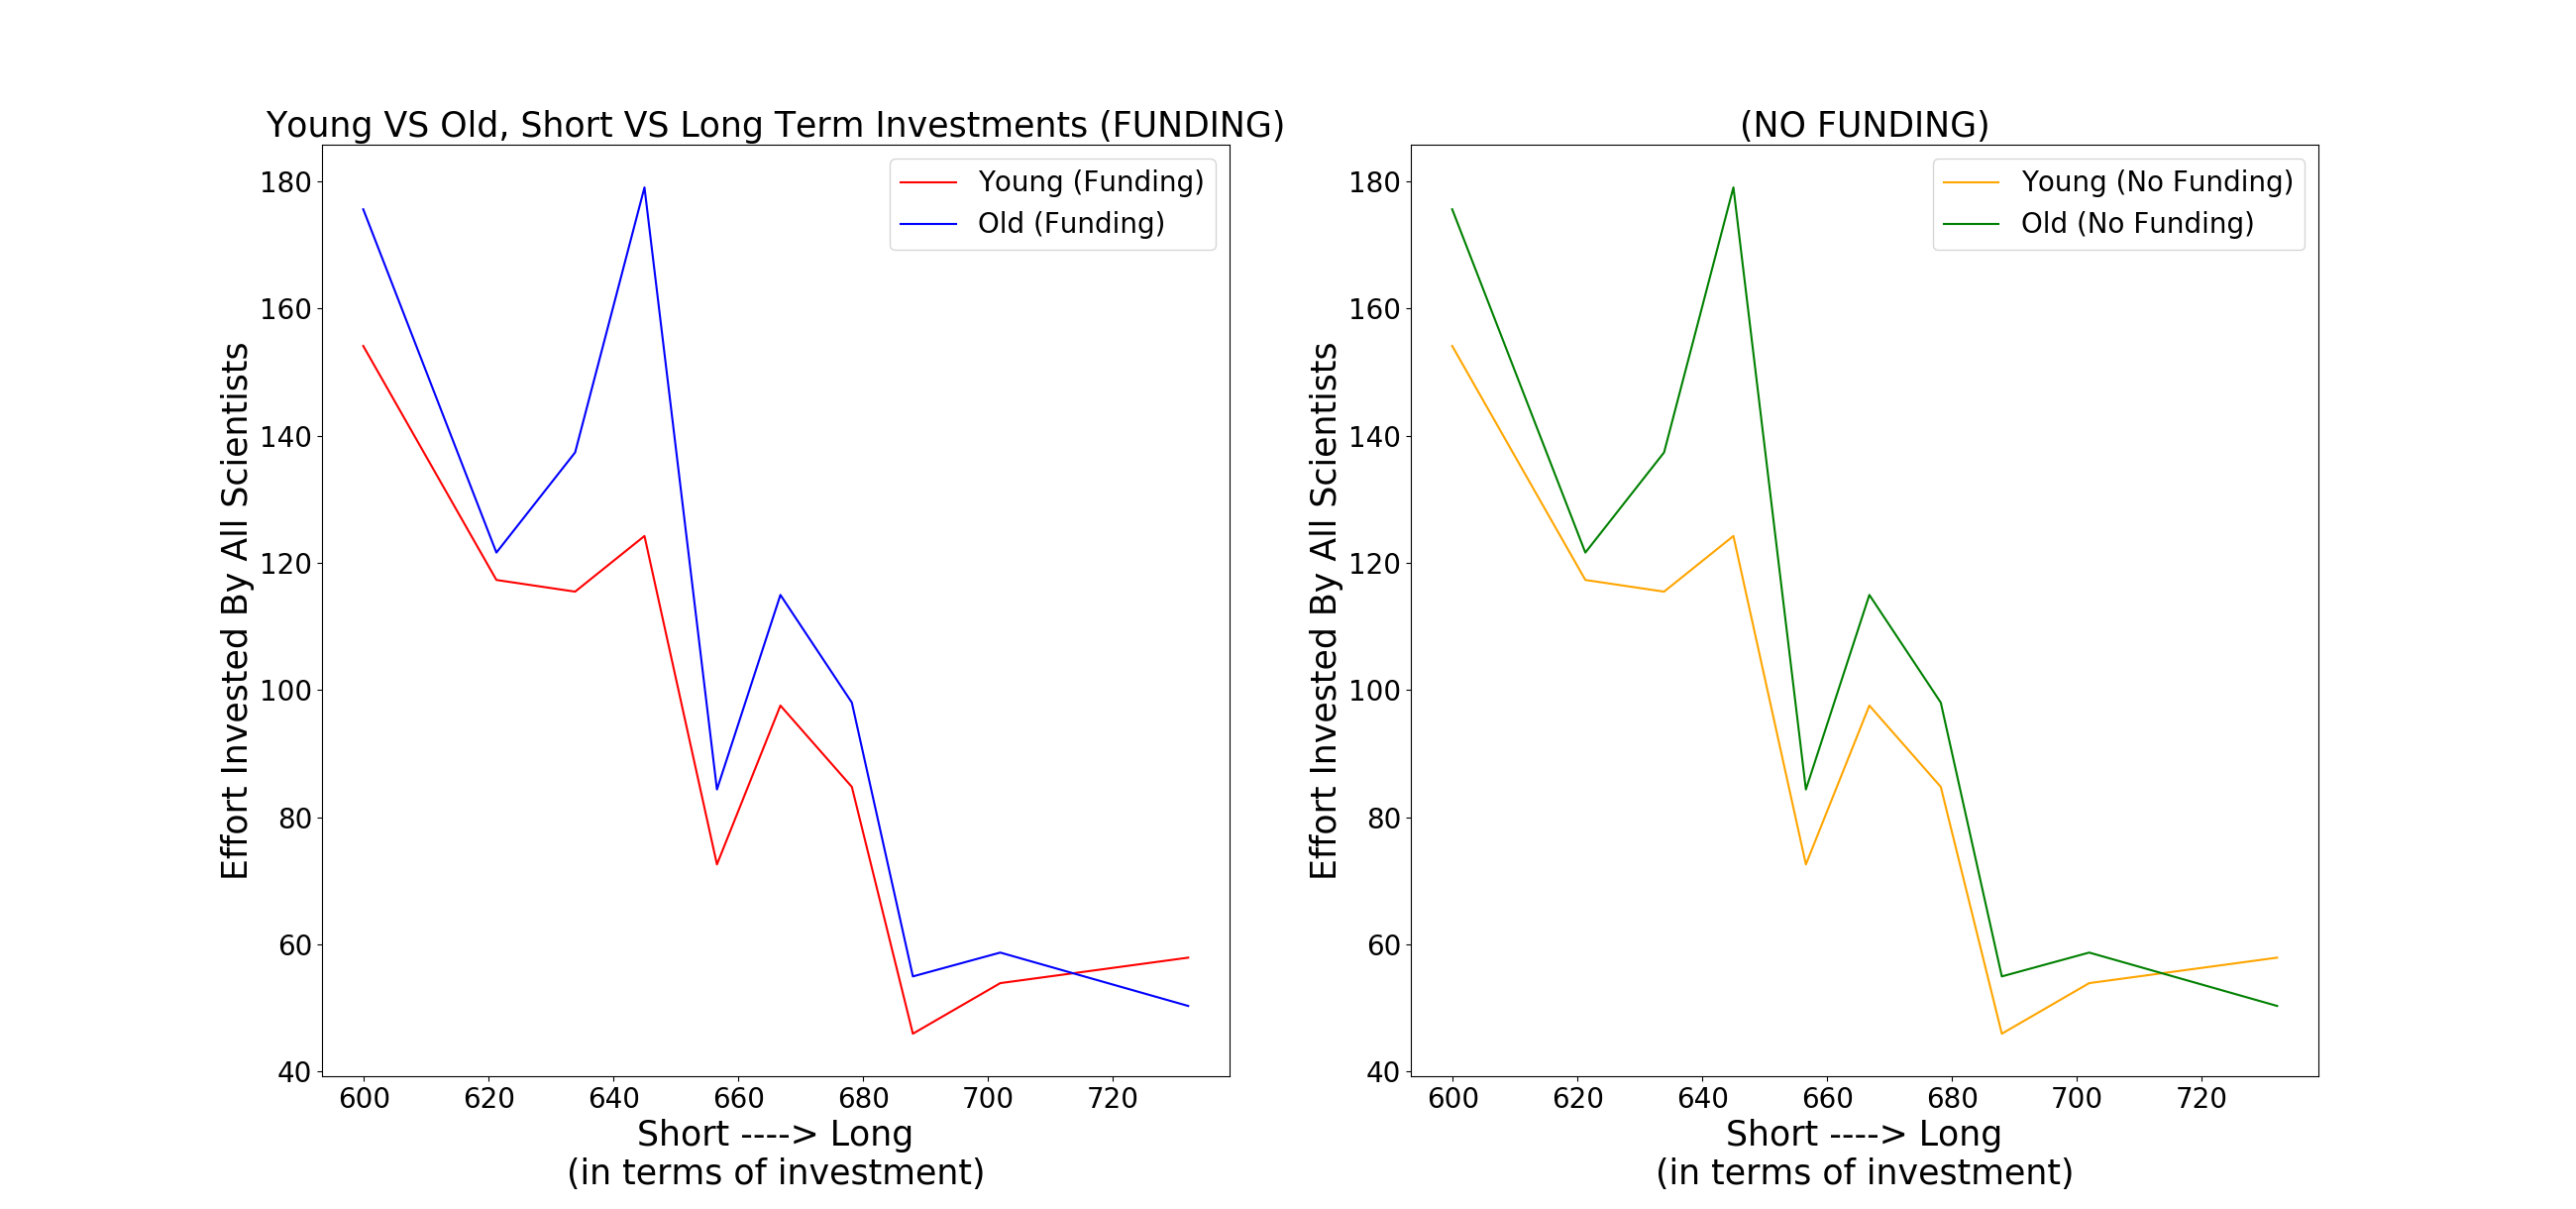 Young VS Old, Short VS Long Term Investments (FUNDING)
Young (Funding)
Old (Funding)
Effort Invested By All Scientists
180
160
140
120
100
80
60
40
600 620 640 660 680 700 720
Short ----> Long
(in terms of investment)
(NO FUNDING)
Young (No Funding)
Old (No Funding)
Effort Invested By All Scientists
180
160
140
120
100
80
60
40
600 620 640 660 680 700 720
Short ----> Long
(in terms of investment)